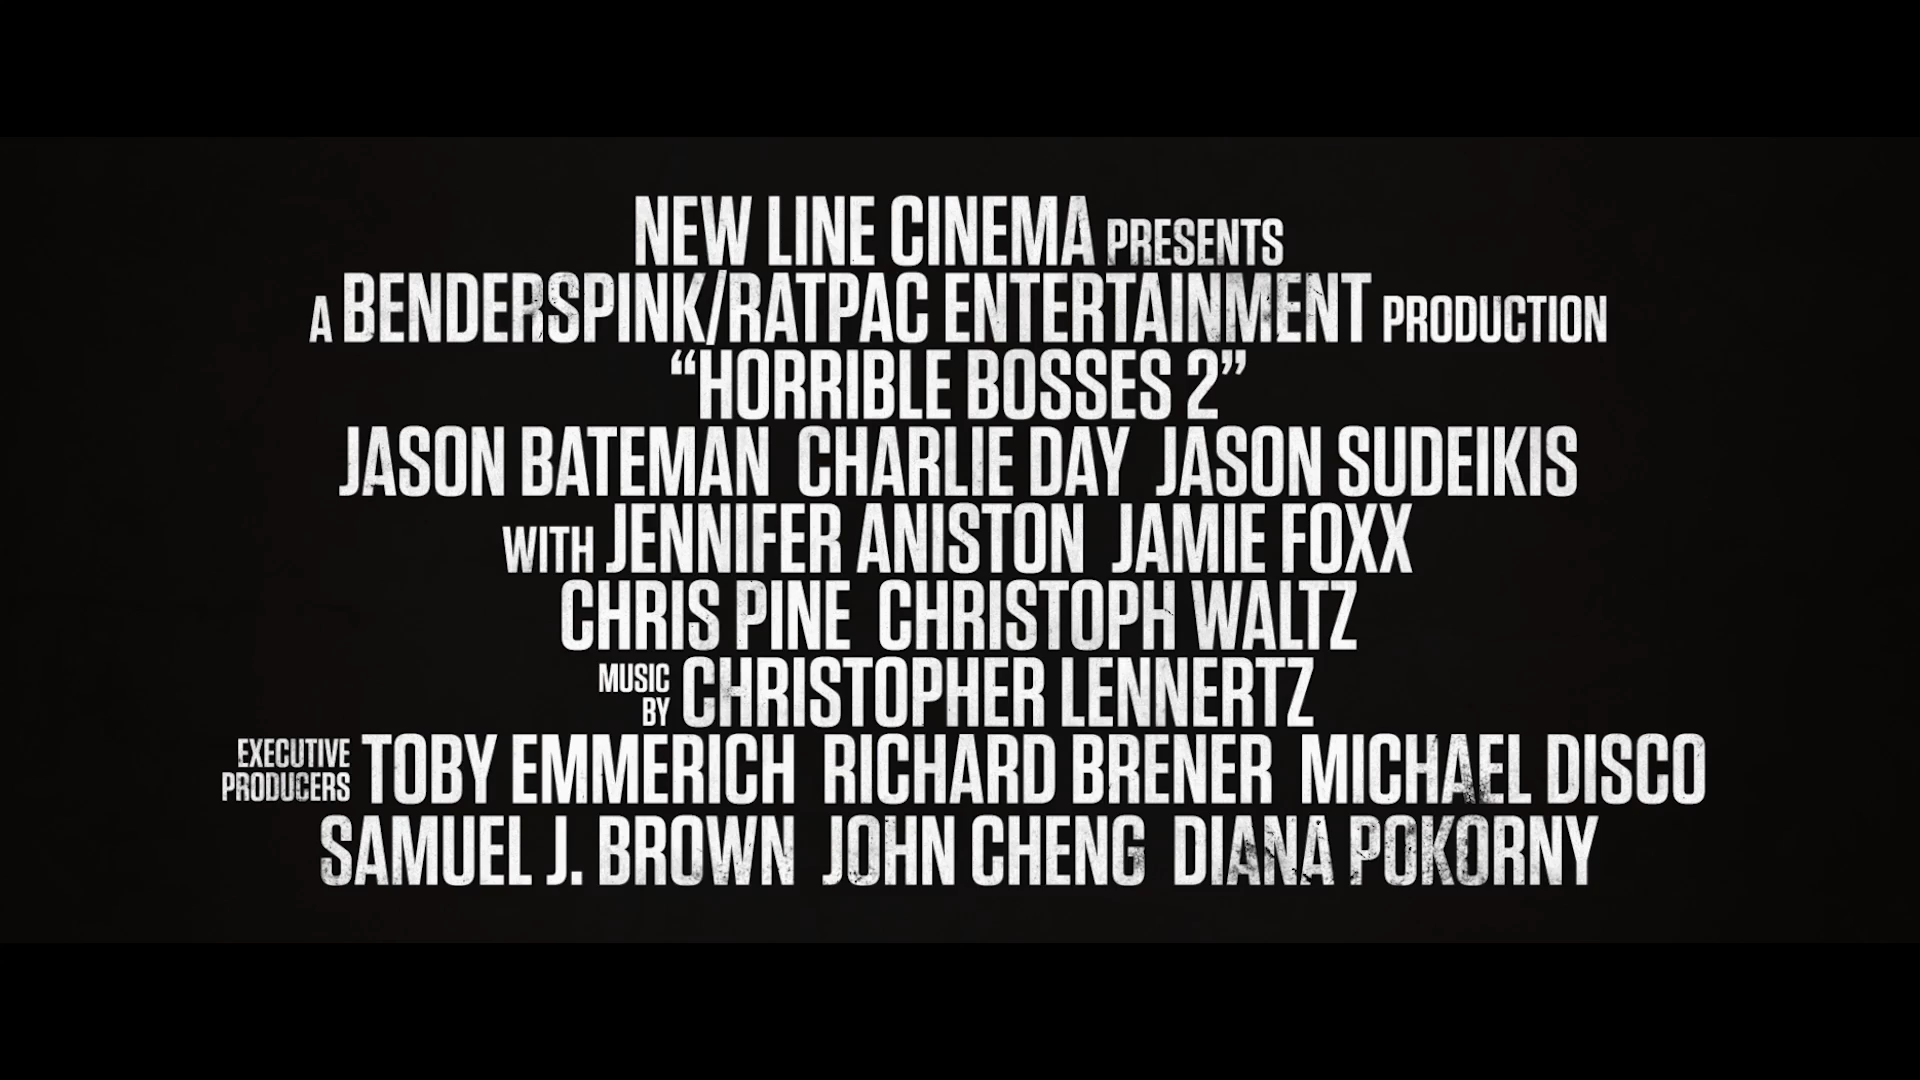 NEW LINE CINEMA PRESENTS
A BENDERSPINK/RATPAC ENTERTAINMENT PRODUCTION
“HORRIBLE BOSSES 2”
JASON BATEMAN CHARLIE DAY JASON SUDEIKIS
WITH JENNIFER ANISTON JAMIE FOXX
CHRIS PINE CHRISTOPH WALTZ
MUSIC BY CHRISTOPHER LENNERTZ
EXECUTIVE PRODUCERS TOBY EMMERICH RICHARD BRENER MICHAEL DISCO
SAMUEL J. BROWN JOHN CHENG DIANA POKORNY